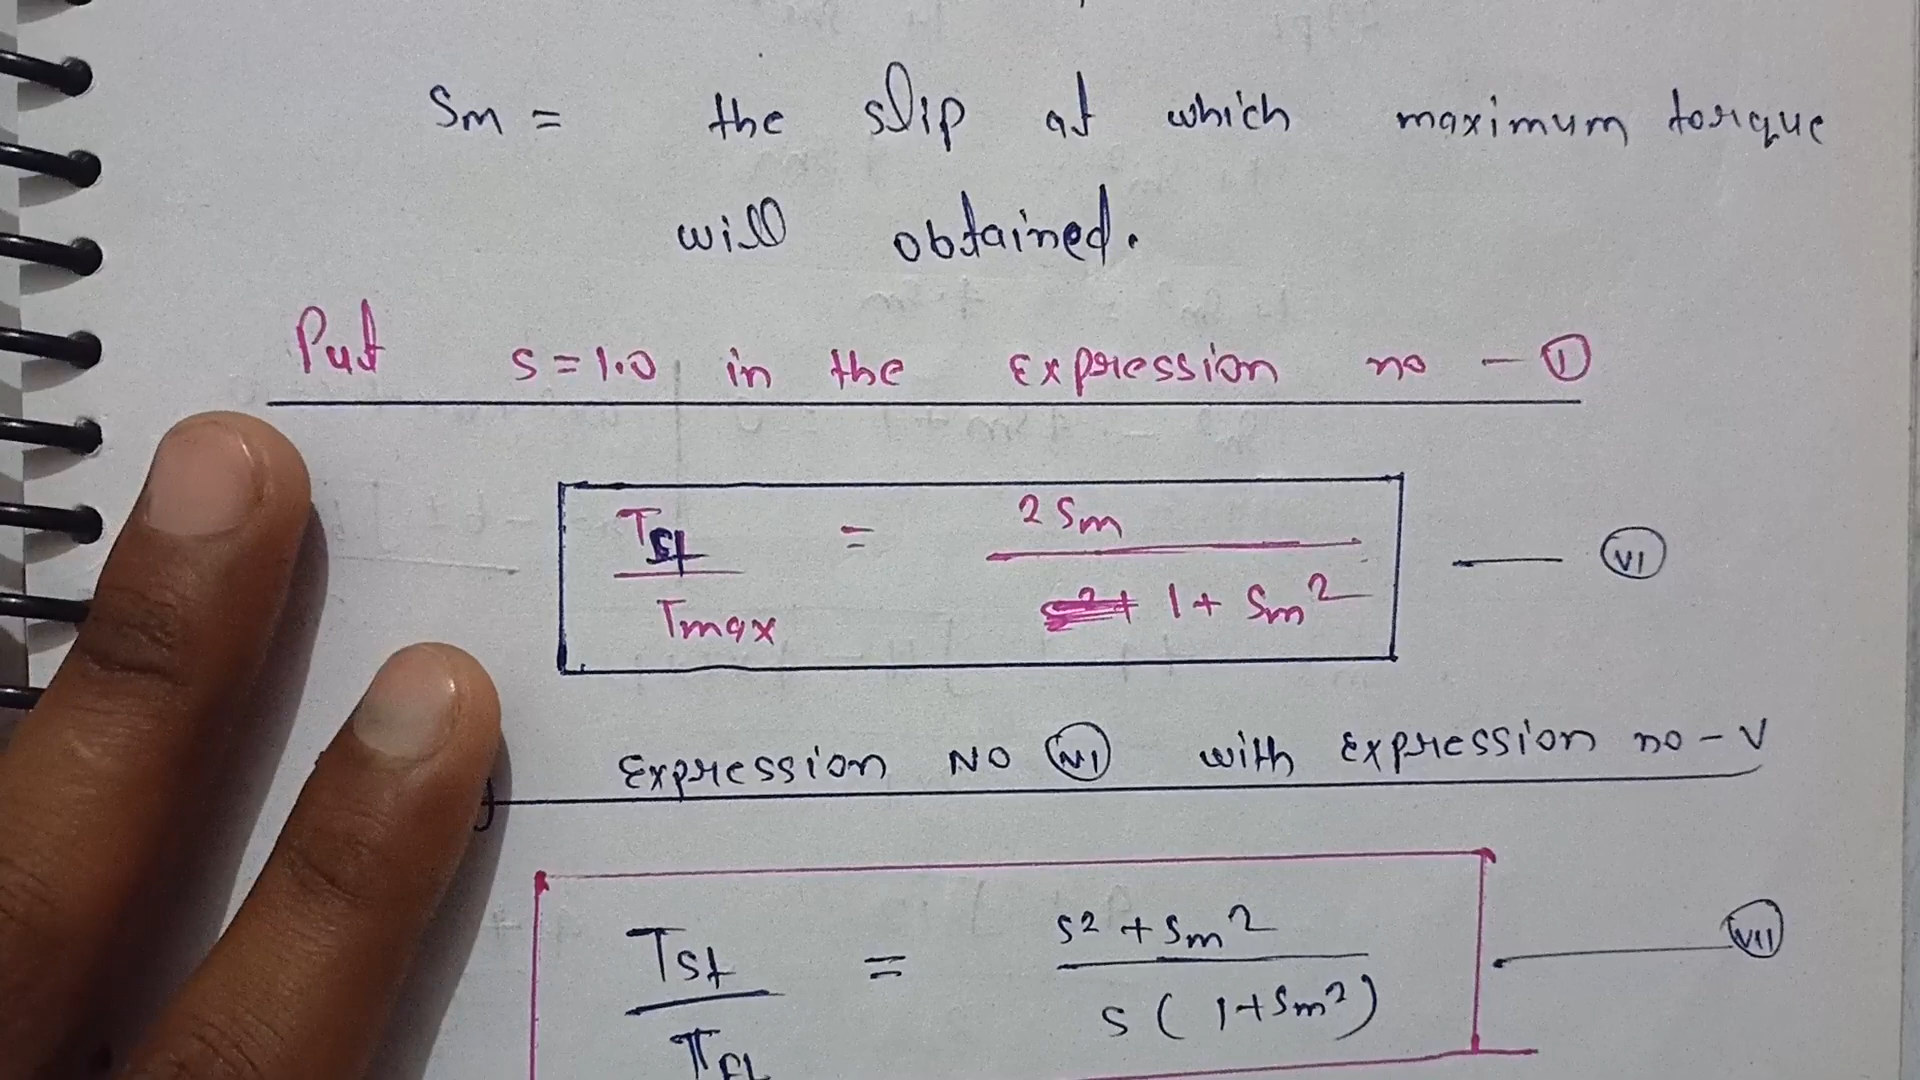 Sm = the slip at which maximum torque
will obtained.
Put s = 1.0 in the Expression no - I
Tst / Tmax = 2 Sm / 1 + Sm² — VI
Expression NO VI with Expression no - V
Tst / TFL = s² + Sm² / s ( 1 + Sm² ) — VII